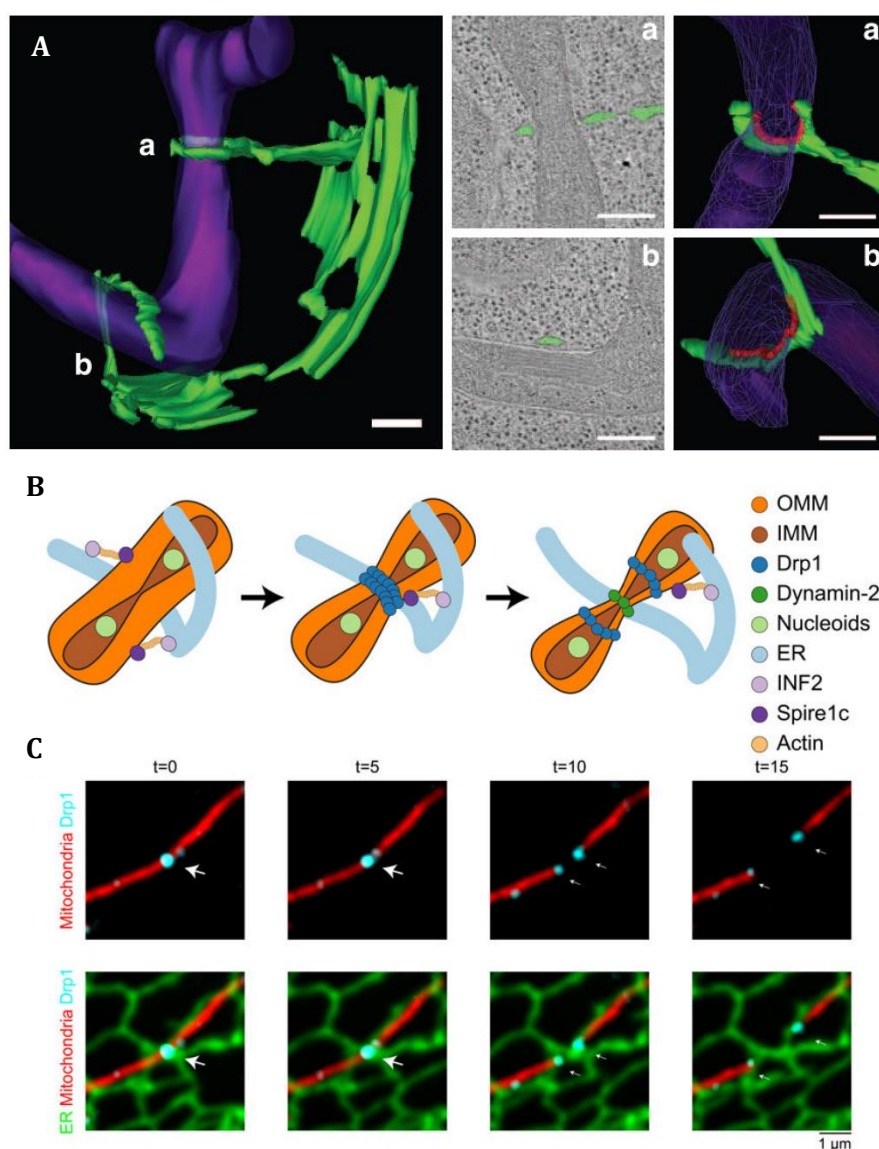 A
a
b
a
a
b
b
B
OMM
IMM
Drp1
Dynamin-2
Nucleoids
ER
INF2
Spire1c
Actin
C
t=0 t=5 t=10 t=15
Mitochondria Drp1
ER Mitochondria Drp1
1 µm